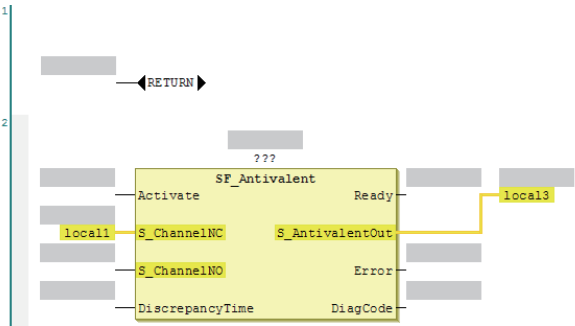 1
RETURN
2
???
SF_Antivalent
Activate Ready
local3
local1 S_ChannelNC S_AntivalentOut
S_ChannelNO Error
DiscrepancyTime DiagCode